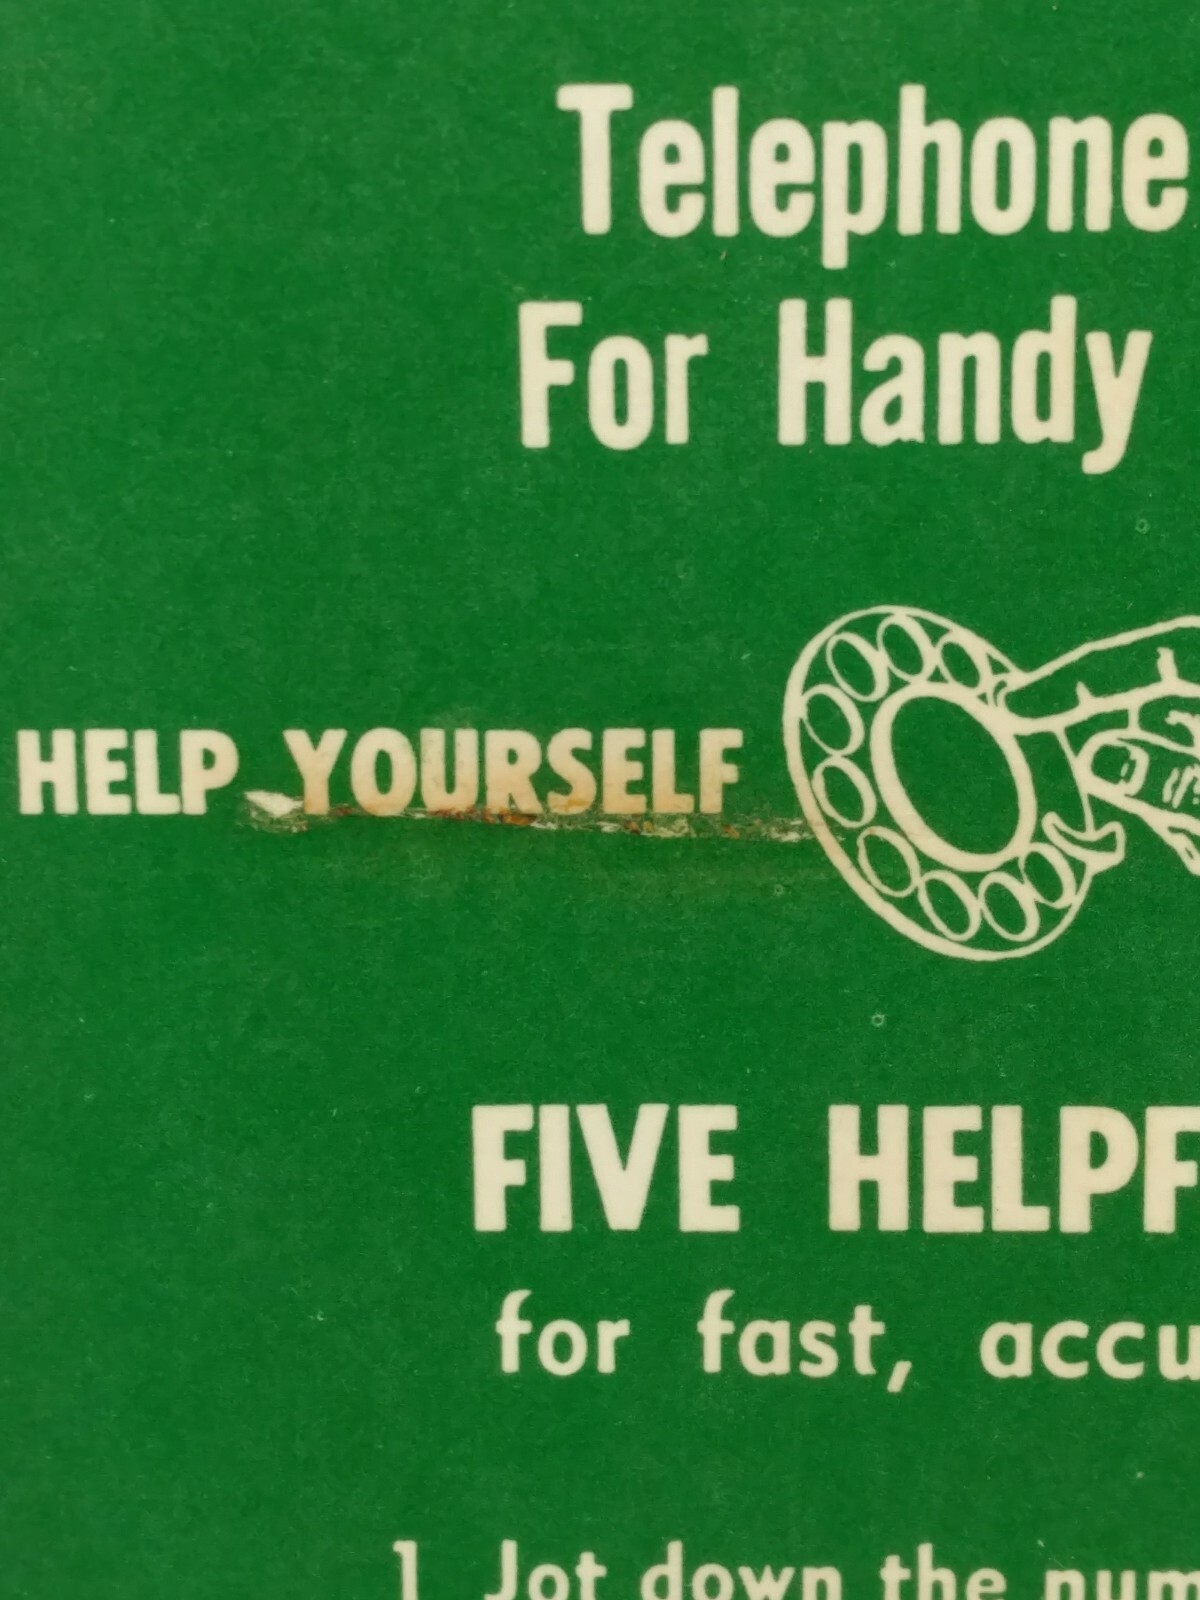 Telephone
For Handy
HELP YOURSELF
FIVE HELPF
for fast, accu
1 Jot down the num